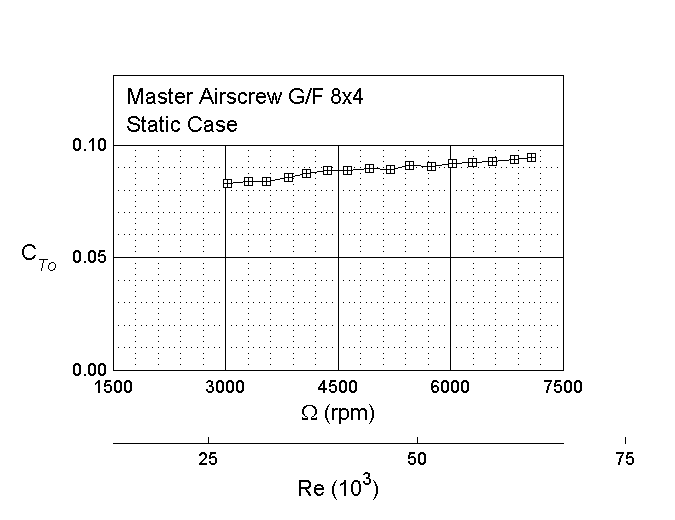 Master Airscrew G/F 8x4
Static Case
0.10
C_To 0.05
0.00
1500 3000 4500 6000 7500
Ω (rpm)
25 50 75
Re (10³)